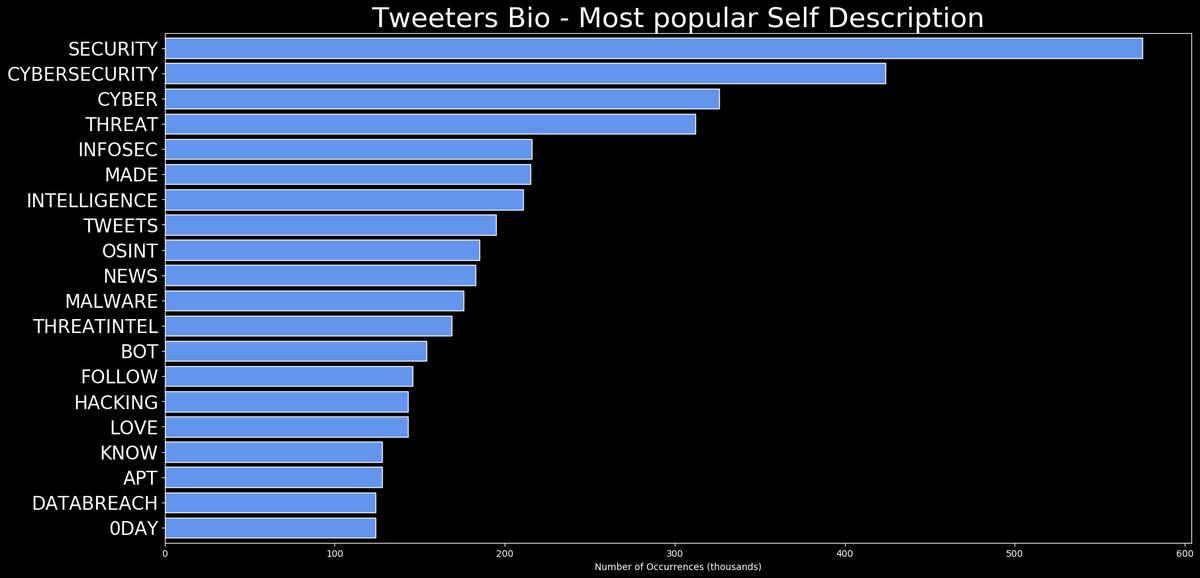 Tweeters Bio - Most popular Self Description
SECURITY
CYBERSECURITY
CYBER
THREAT
INFOSEC
MADE
INTELLIGENCE
TWEETS
OSINT
NEWS
MALWARE
THREATINTEL
BOT
FOLLOW
HACKING
LOVE
KNOW
APT
DATABREACH
0DAY
0 100 200 300 400 500 600
Number of Occurrences (thousands)